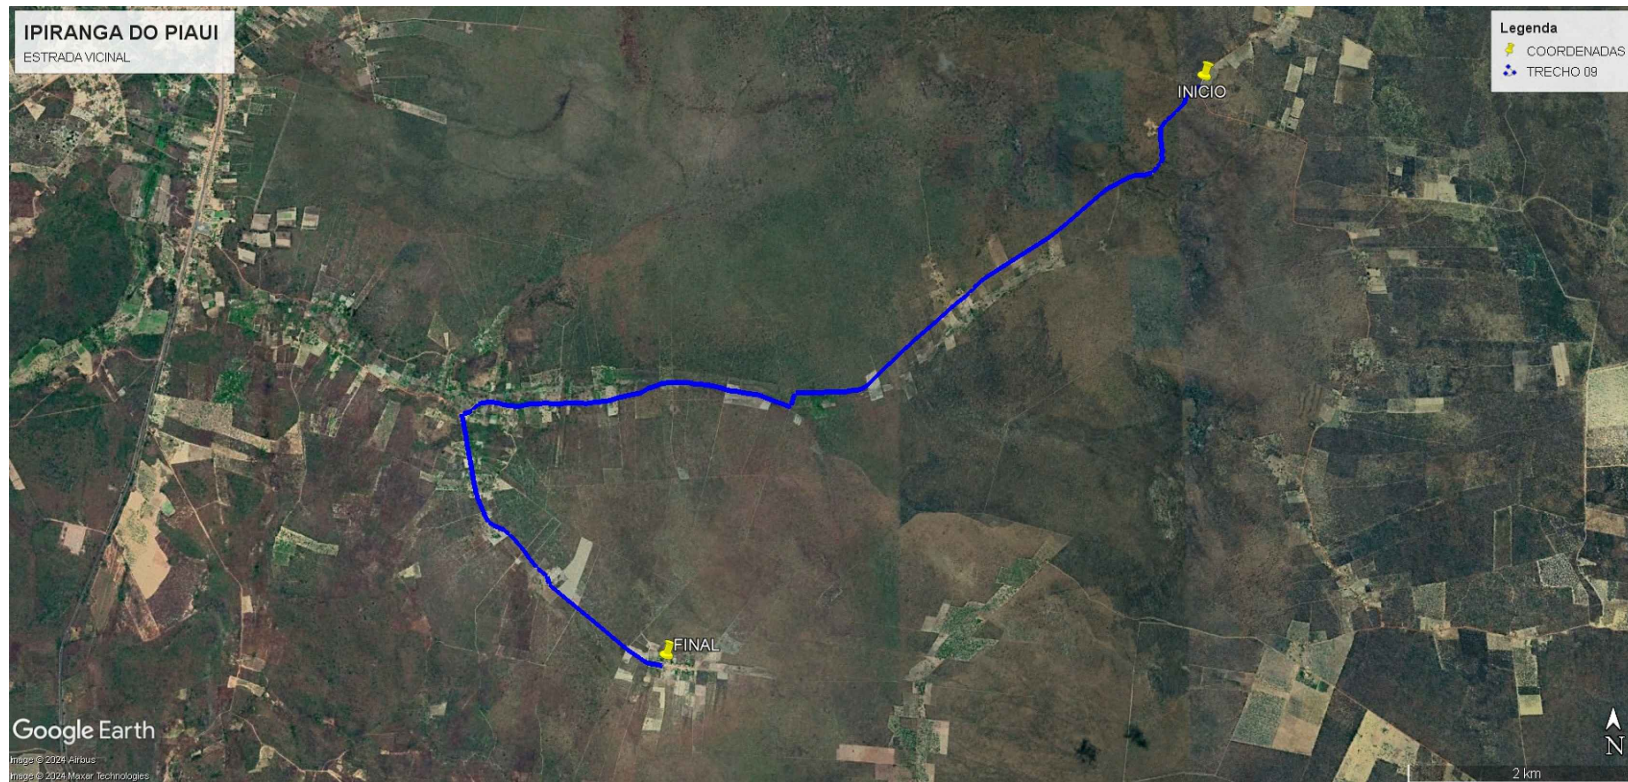 IPIRANGA DO PIAUI
ESTRADA VICINAL
Legenda
COORDENADAS
TRECHO 09
INICIO
FINAL
Google Earth
Image © 2024 Airbus
Image © 2024 Maxar Technologies
N
2 km